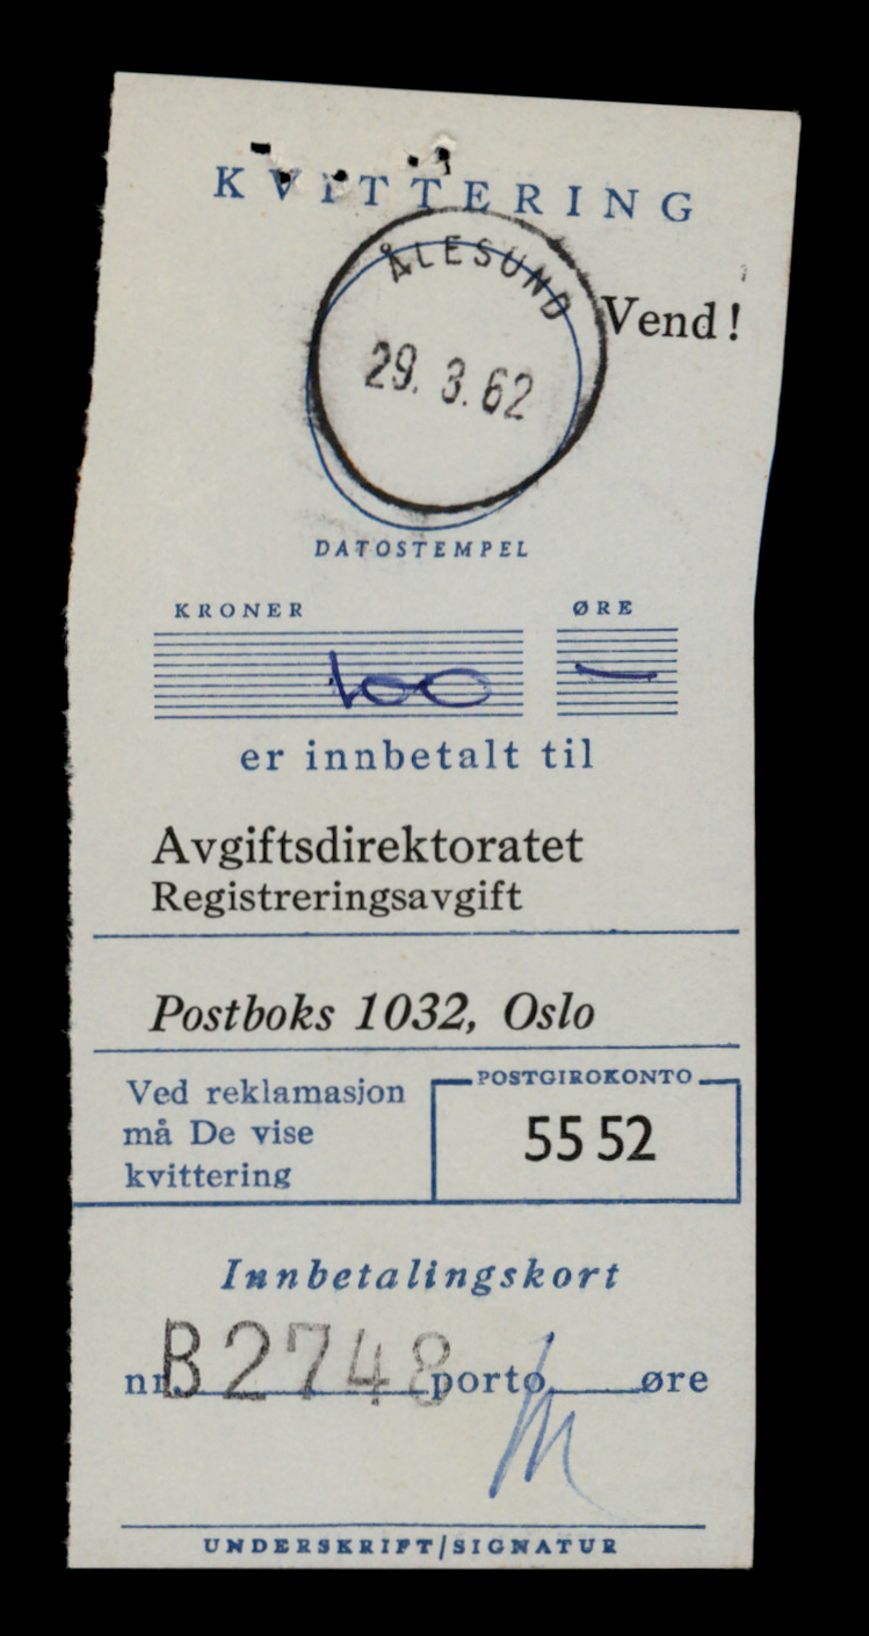 KVITTERING
ÅLESUND
Vend!
29. 3. 62
DATOSTEMPEL
KRONER ØRE
100 —
er innbetalt til
Avgiftsdirektoratet
Registreringsavgift
Postboks 1032, Oslo
Ved reklamasjon
må De vise
kvittering
POSTGIROKONTO
55 52
Innbetalingskort
nr. B2748 porto øre
UNDERSKRIFT/SIGNATUR